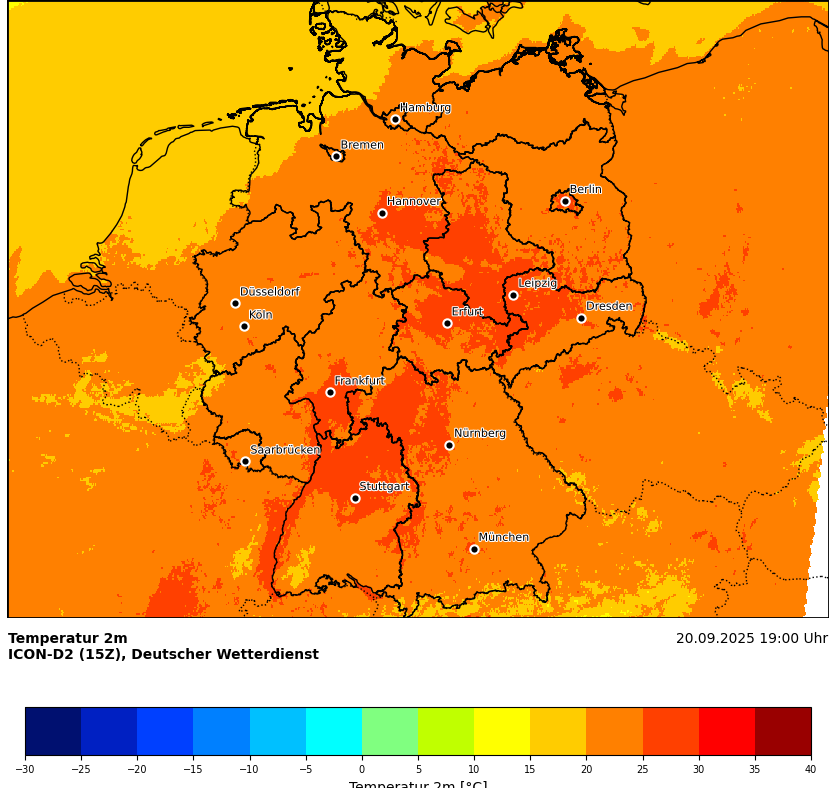 Hamburg
Bremen
Berlin
Hannover
Leipzig
Düsseldorf
Dresden
Köln
Erfurt
Frankfurt
Nürnberg
Saarbrücken
Stuttgart
München
Temperatur 2m
20.09.2025 19:00 Uhr
ICON-D2 (15Z), Deutscher Wetterdienst
−30 −25 −20 −15 −10 −5 0 5 10 15 20 25 30 35 40
Temperatur 2m [°C]